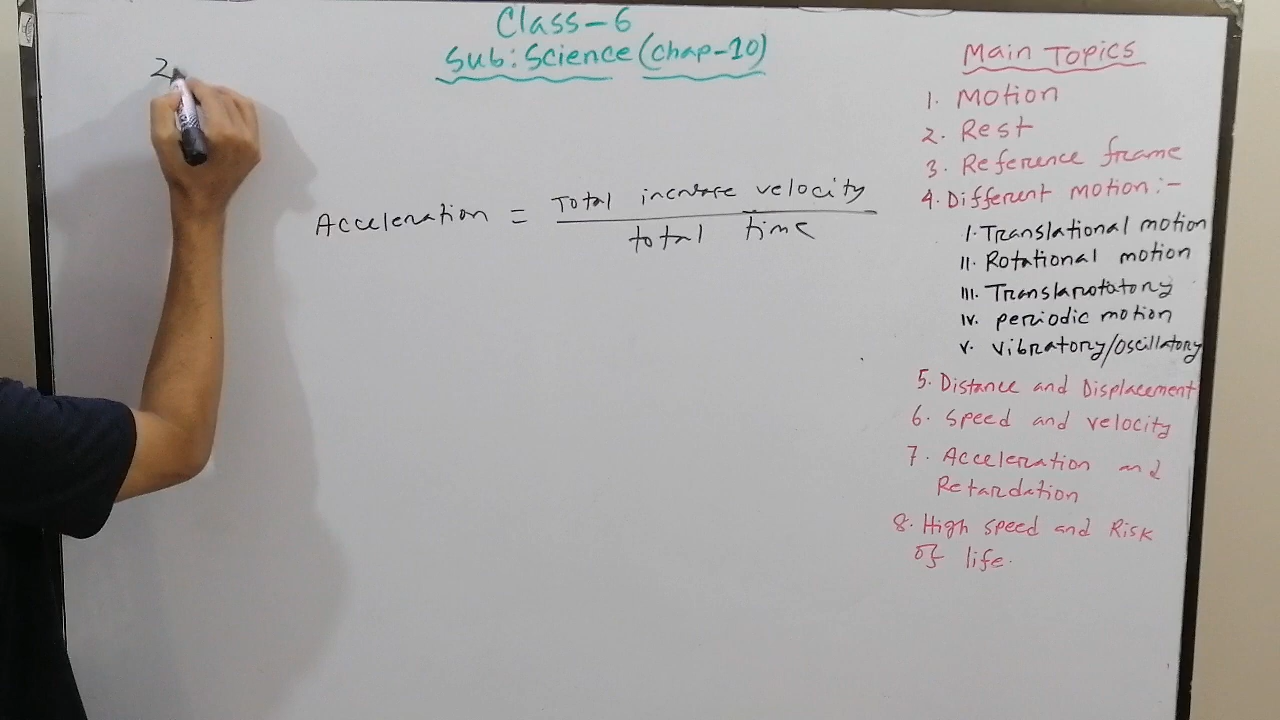 Class-6
Sub: Science (chap-10)
2
Acceleration = Total increase velocity
total time
Main Topics
1. Motion
2. Rest
3. Reference frame
4. Different motion:-
I. Translational motion
II. Rotational motion
III. Translarotatory
IV. periodic motion
V. vibratory/oscillatory
5. Distance and Displacement
6. Speed and velocity
7. Acceleration and
Retardation
8. High speed and Risk
of life.